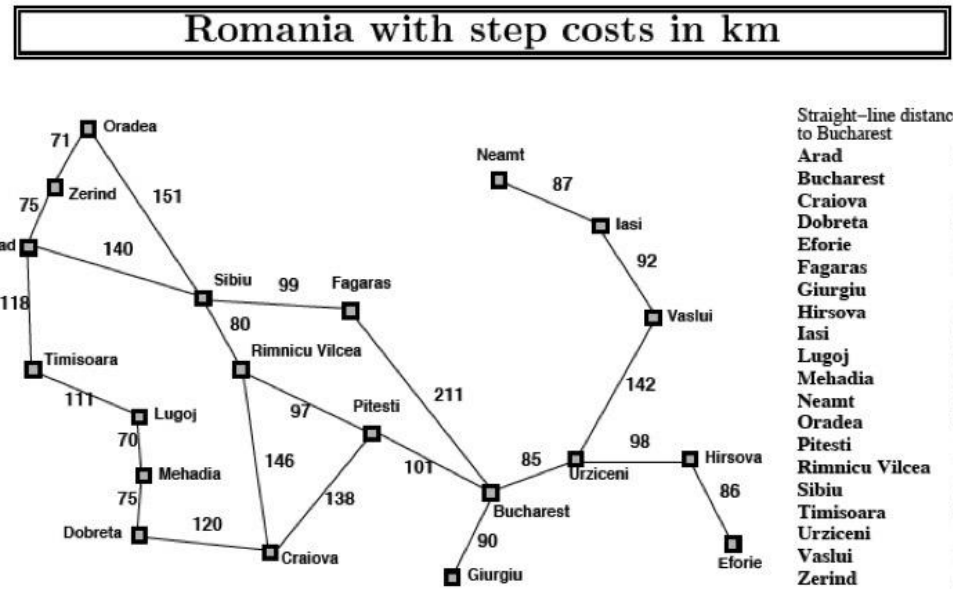 Romania with step costs in km
Straight−line distanc
to Bucharest
Arad
Bucharest
Craiova
Dobreta
Eforie
Fagaras
Giurgiu
Hirsova
Iasi
Lugoj
Mehadia
Neamt
Oradea
Pitesti
Rimnicu Vilcea
Sibiu
Timisoara
Urziceni
Vaslui
Zerind
Oradea
71
Neamt
87
Zerind
151
75
Iasi
ad
140
92
Sibiu
99
Fagaras
118
80
Vaslui
Rimnicu Vilcea
Timisoara
142
111
97
Pitesti
211
Lugoj
70
146
101
85
98
Hirsova
Mehadia
Urziceni
75
138
86
120
Bucharest
Dobreta
90
Craiova
Eforie
Giurgiu